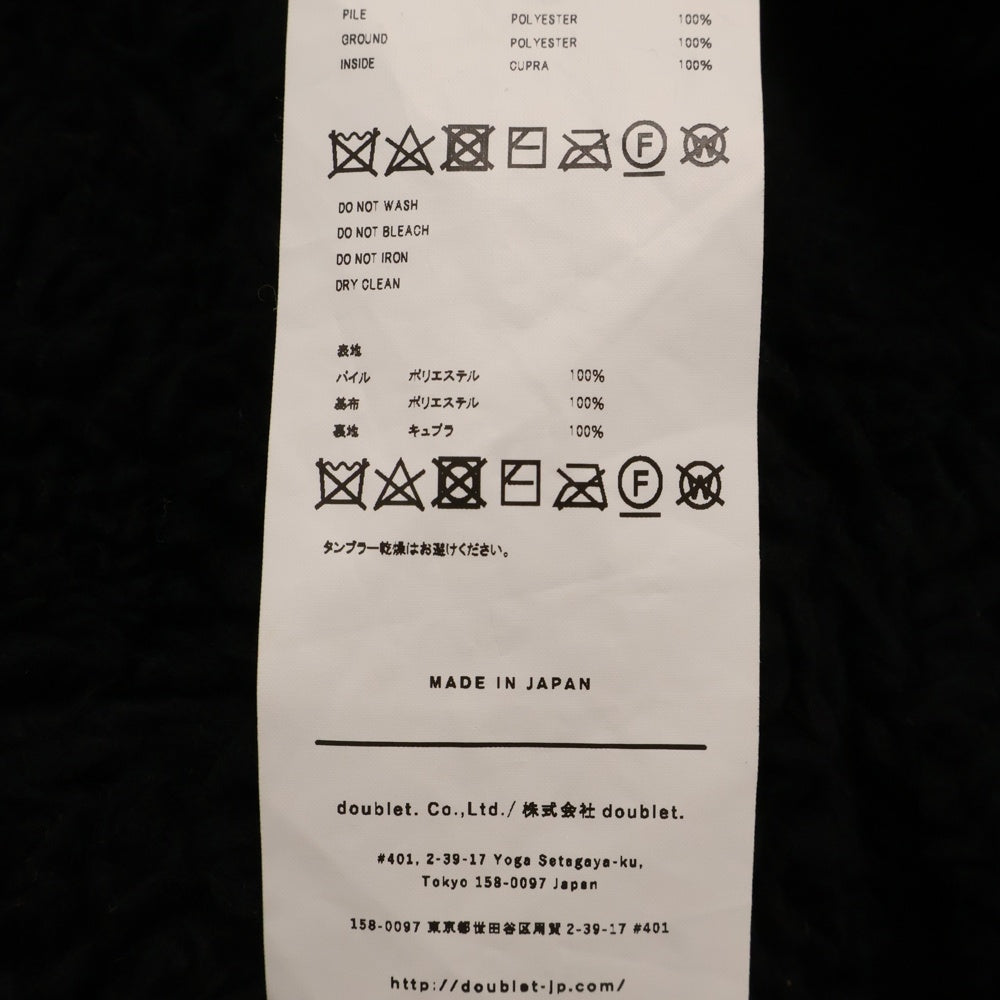 PILE POLYESTER 100%
GROUND POLYESTER 100%
INSIDE CUPRA 100%
F W
DO NOT WASH
DO NOT BLEACH
DO NOT IRON
DRY CLEAN
表地
パイル ポリエステル 100%
基布 ポリエステル 100%
裏地 キュプラ 100%
F W
タンブラー乾燥はお避けください。
MADE IN JAPAN
doublet. Co.,Ltd./ 株式会社 doublet.
#401, 2-39-17 Yoga Setagaya-ku,
Tokyo 158-0097 Japan
158-0097 東京都世田谷区用賀 2-39-17 #401
http://doublet-jp.com/